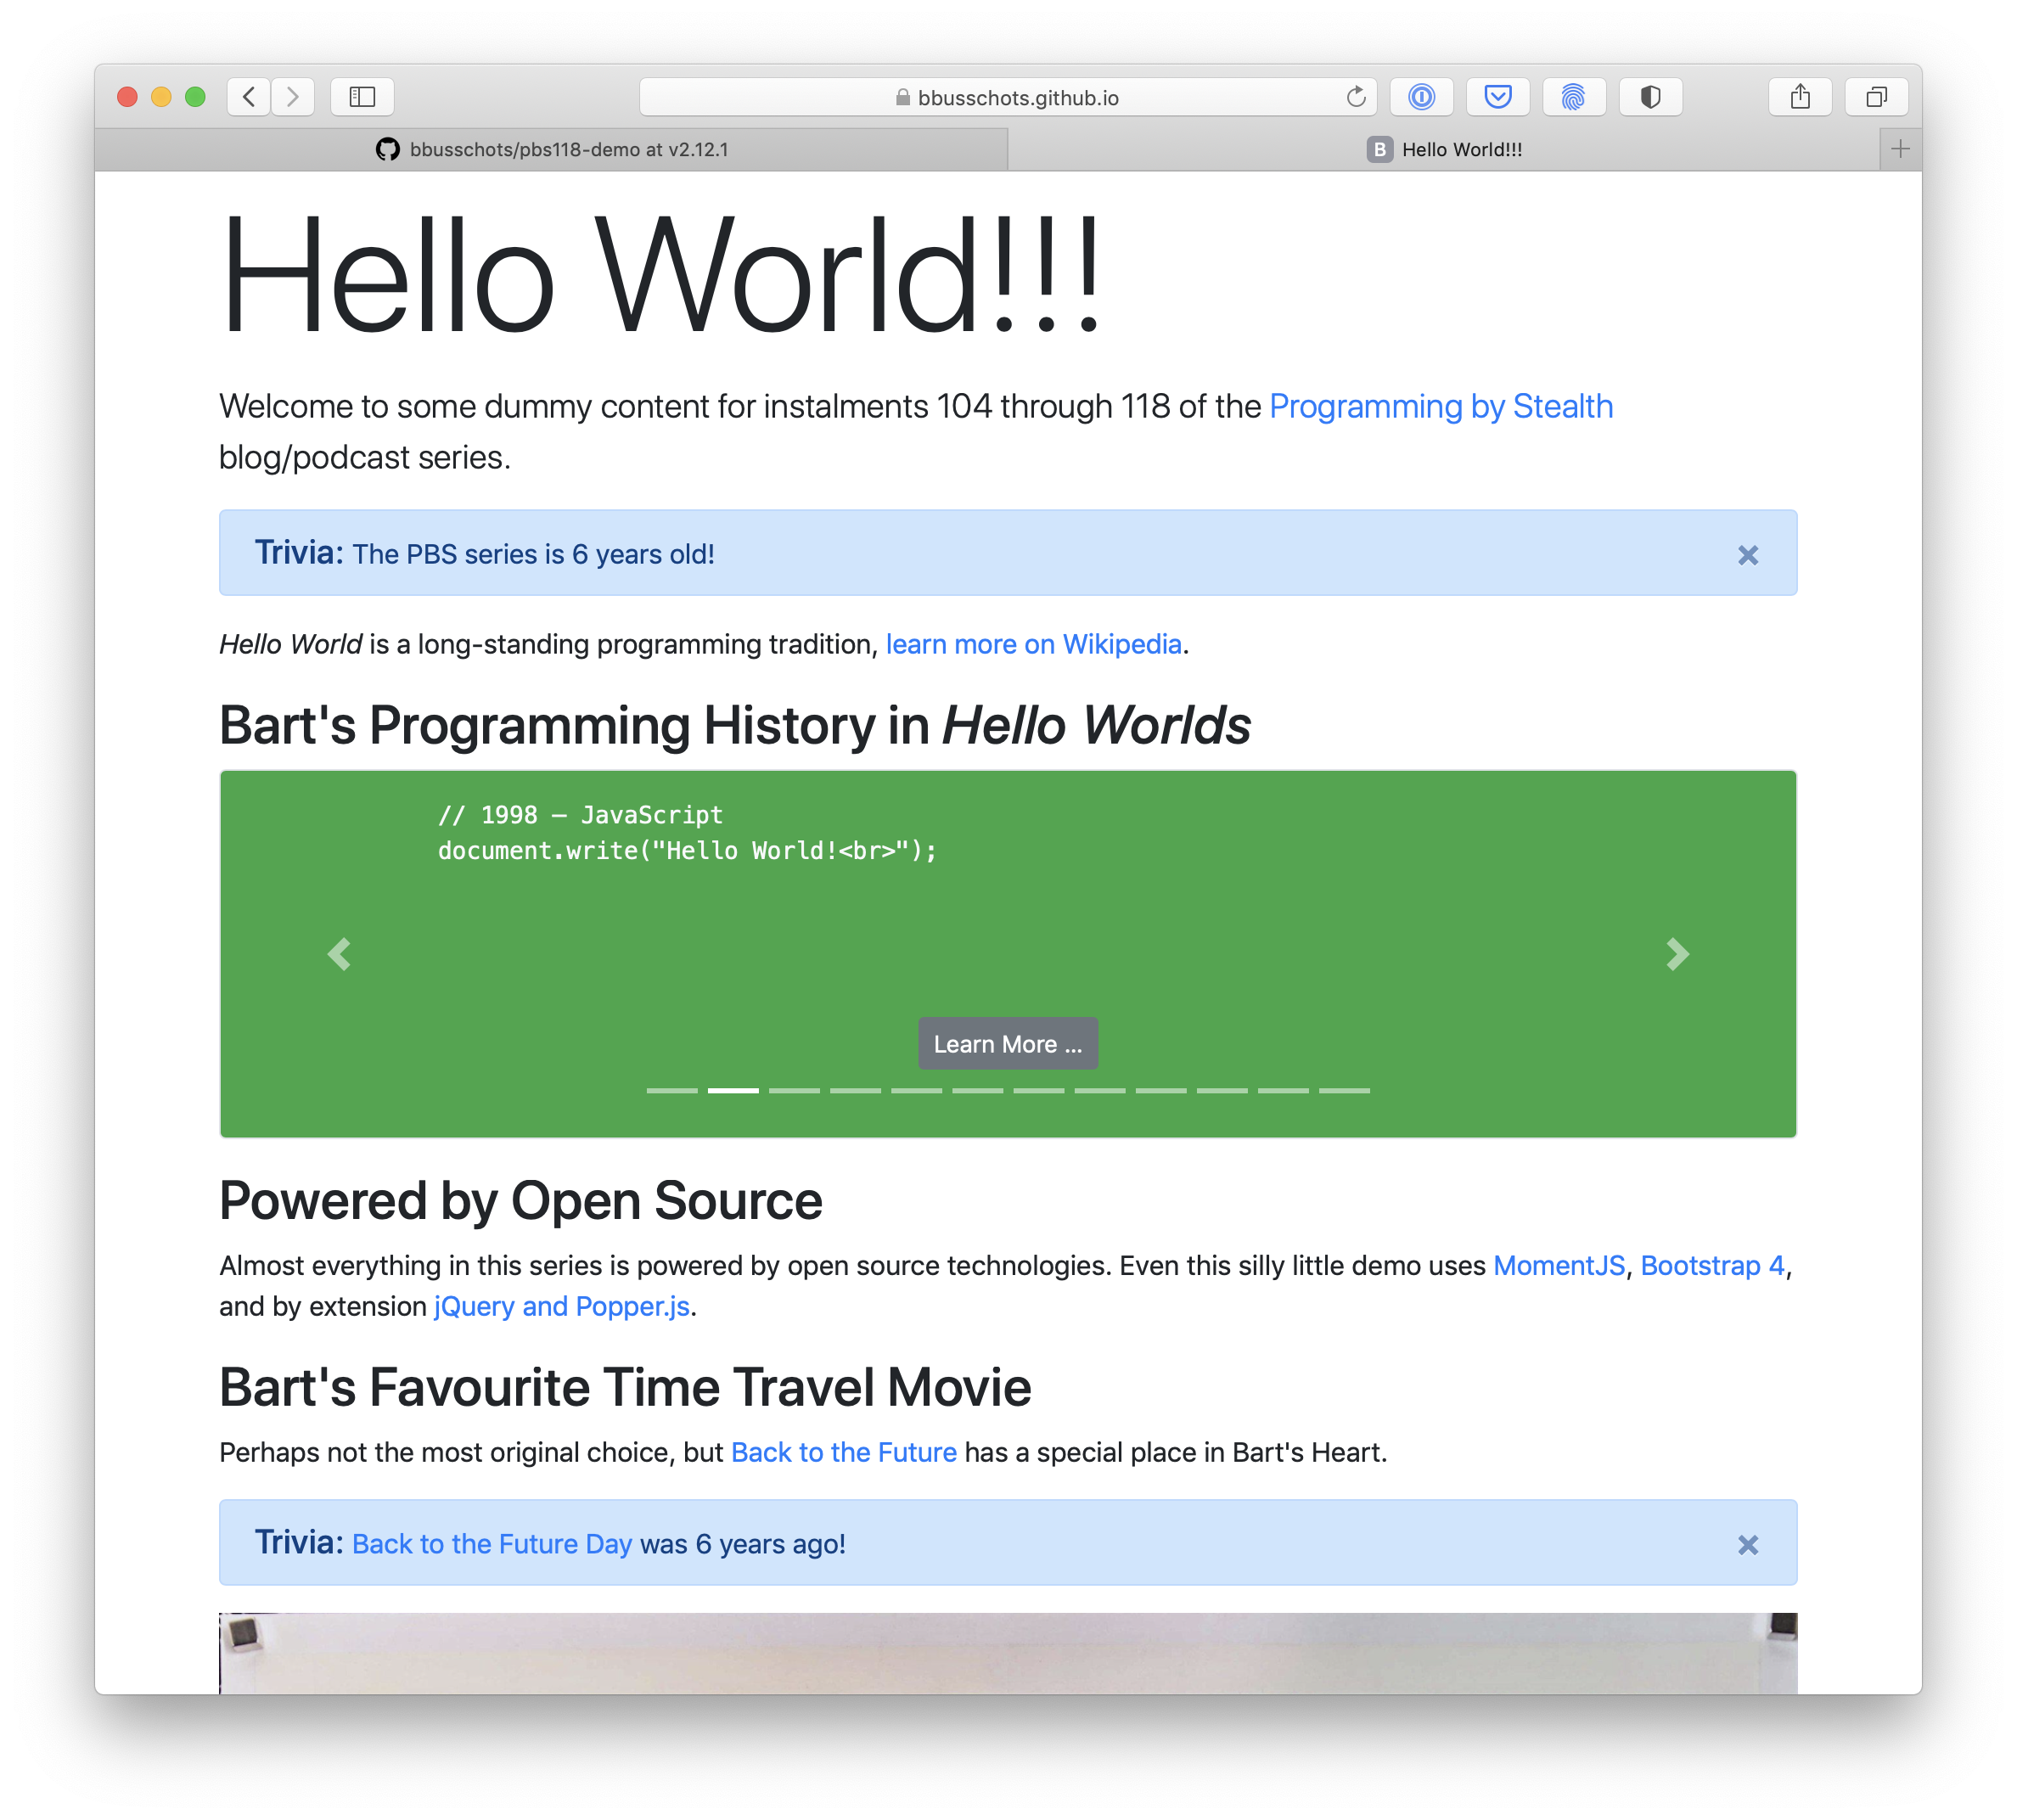 bbusschots.github.io
bbusschots/pbs118-demo at v2.12.1
B Hello World!!!
Hello World!!!
Welcome to some dummy content for instalments 104 through 118 of the Programming by Stealth
blog/podcast series.
Trivia: The PBS series is 6 years old!
Hello World is a long-standing programming tradition, learn more on Wikipedia.
Bart's Programming History in Hello Worlds
// 1998 – JavaScript
document.write("Hello World!<br>");
Learn More ...
Powered by Open Source
Almost everything in this series is powered by open source technologies. Even this silly little demo uses MomentJS, Bootstrap 4,
and by extension jQuery and Popper.js.
Bart's Favourite Time Travel Movie
Perhaps not the most original choice, but Back to the Future has a special place in Bart's Heart.
Trivia: Back to the Future Day was 6 years ago!